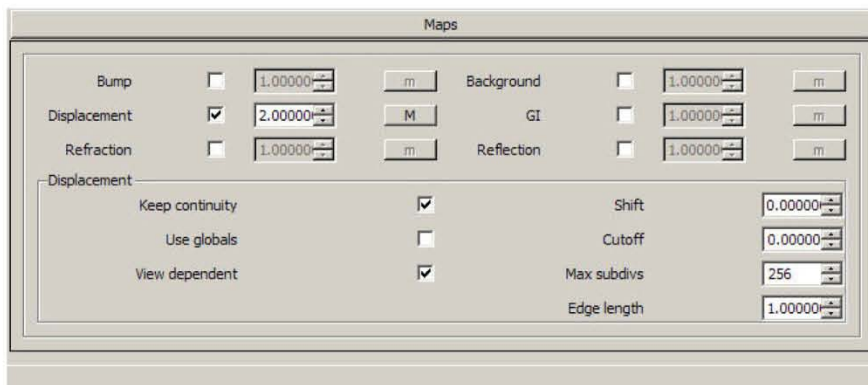 Maps
Bump 1.00000 m Background 1.00000 m
Displacement 2.00000 M GI 1.00000 m
Refraction 1.00000 m Reflection 1.00000 m
Displacement
Keep continuity Shift 0.00000
Use globals Cutoff 0.00000
View dependent Max subdivs 256
Edge length 1.00000